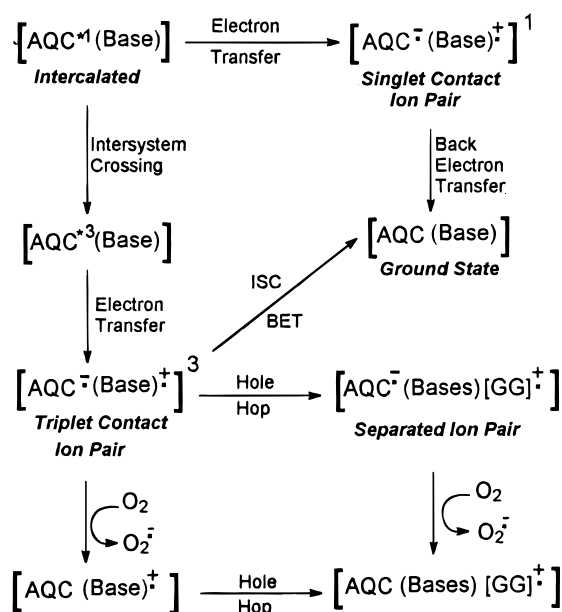 [AQC*1(Base)] Electron Transfer [AQC•−(Base)•+]1
Intercalated
Singlet Contact
Ion Pair
Intersystem
Crossing
Back
Electron
Transfer
[AQC*3(Base)]
[AQC (Base)]
Ground State
ISC
BET
Electron
Transfer
[AQC•−(Base)•+]3 Hole Hop [AQC•−(Bases)[GG]•+]
Triplet Contact
Ion Pair
Separated Ion Pair
O2
O2•−
O2
O2•−
[AQC (Base)•+] Hole Hop [AQC (Bases) [GG]•+]